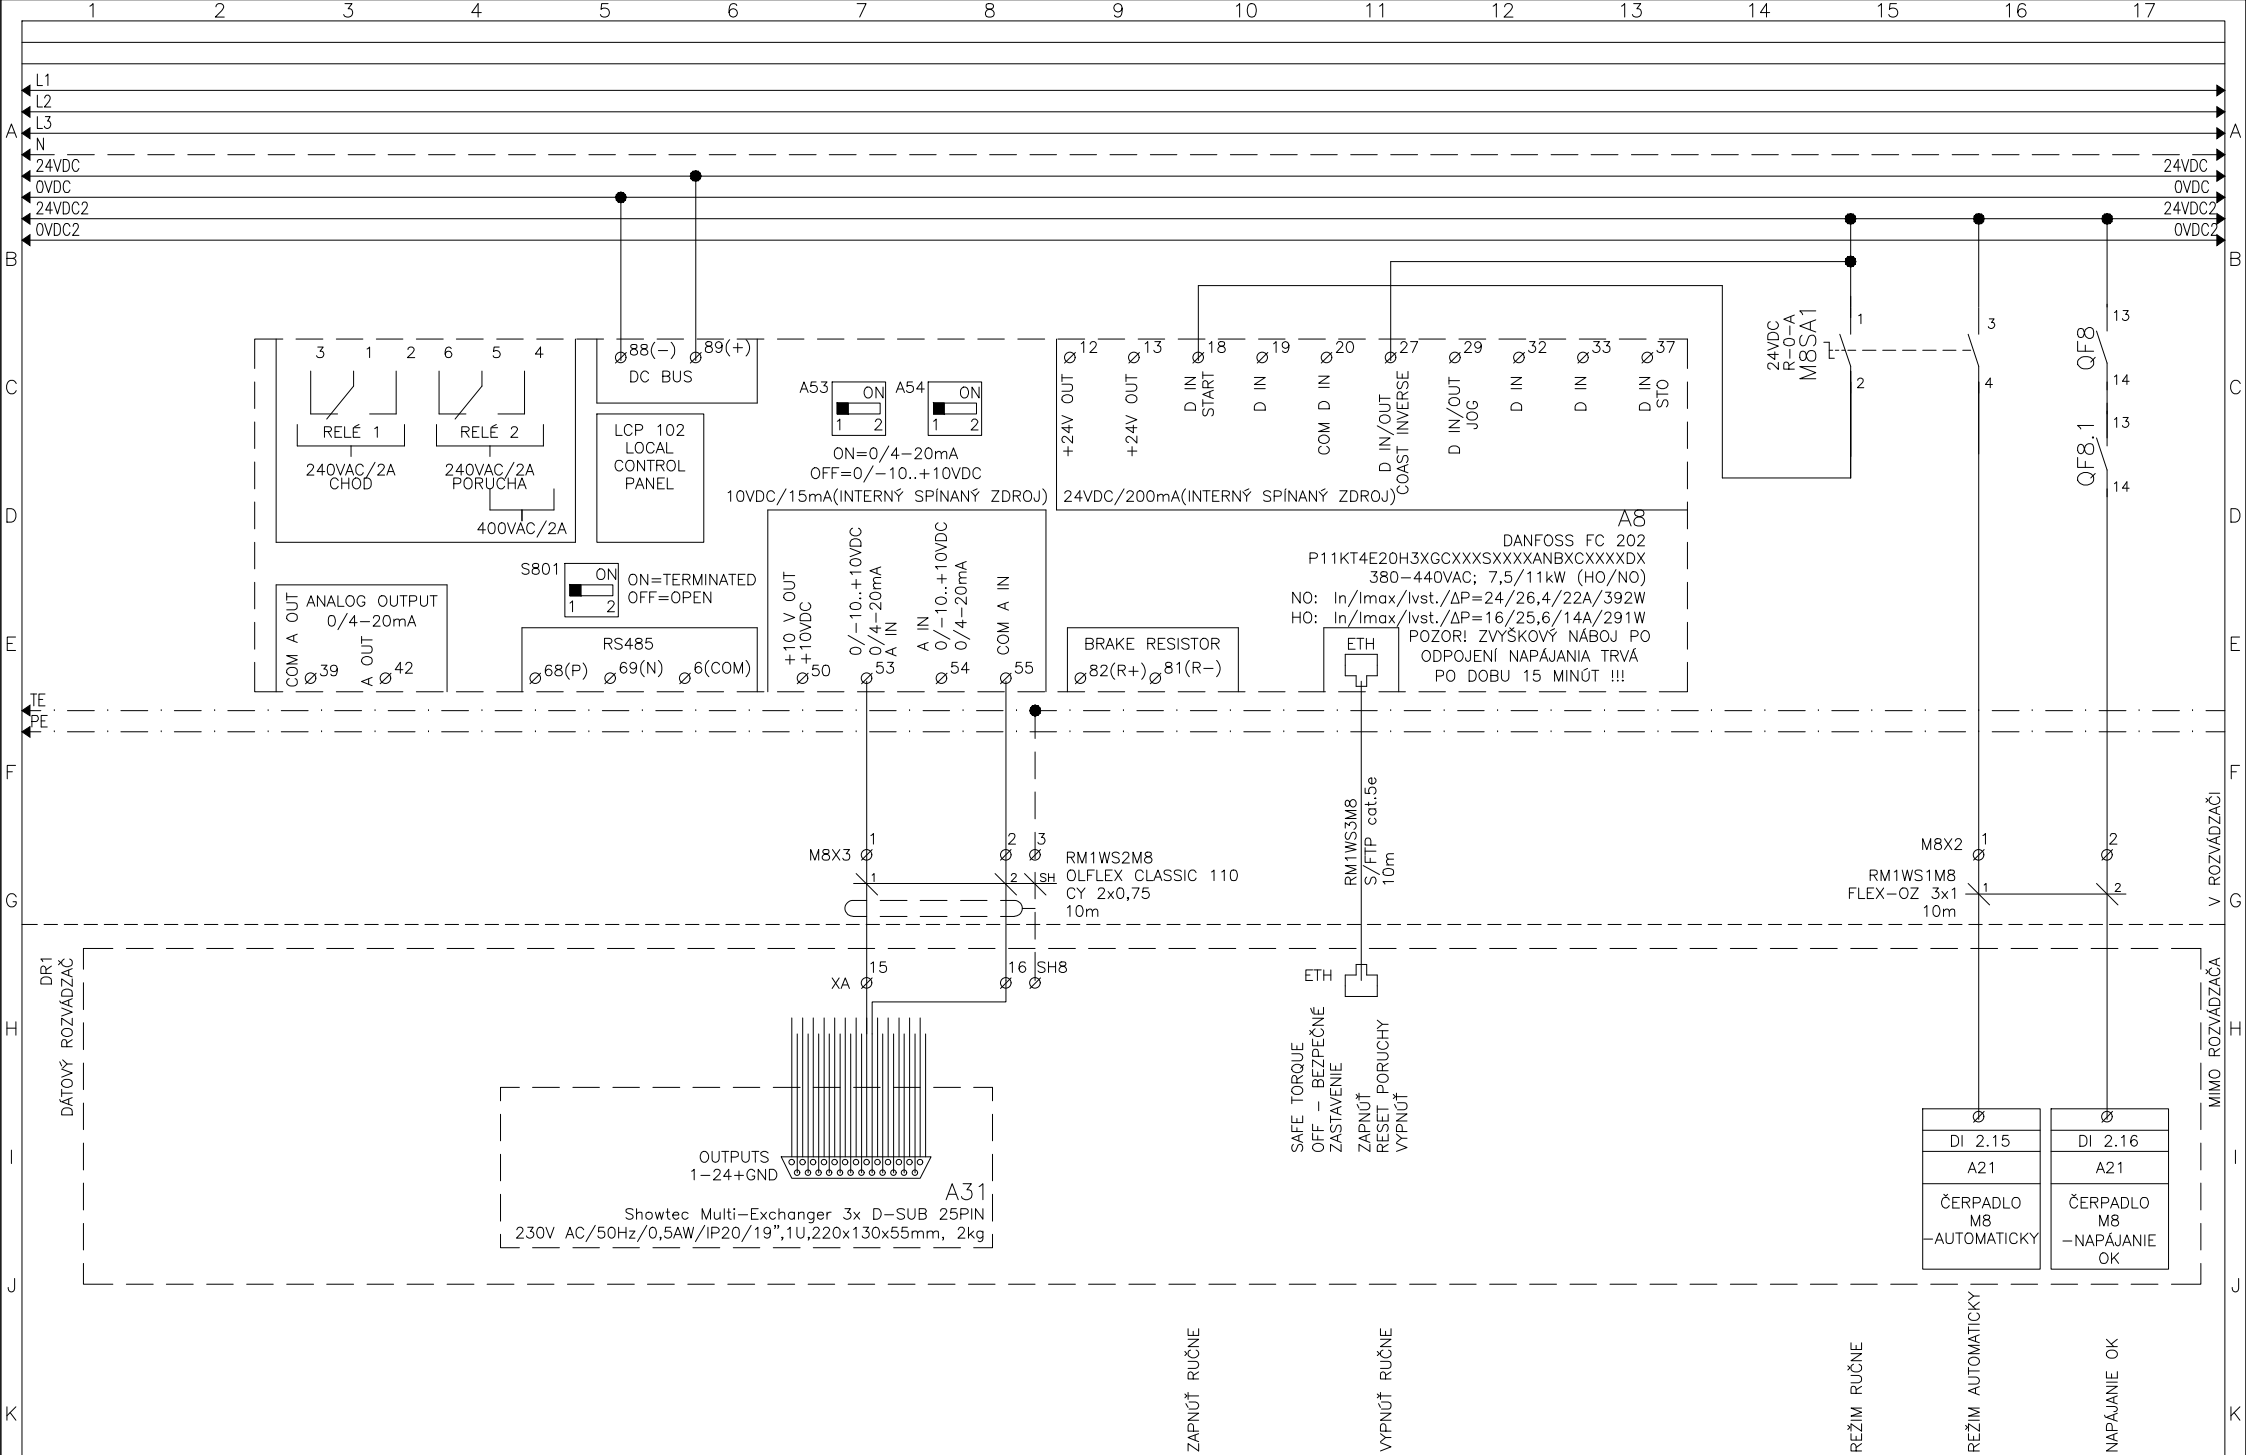 1 2 3 4 5 6 7 8 9 10 11 12 13 14 15 16 17
L1
L2
L3
A A
N
24VDC 24VDC
0VDC 0VDC
24VDC2 24VDC2
0VDC2 0VDC2
B B
3 1 2 6 5 4
RELÉ 1 RELÉ 2
240VAC/2A
CHOD
240VAC/2A
PORUCHA
400VAC/2A
88(-) 89(+)
DC BUS
LCP 102
LOCAL
CONTROL
PANEL
A53 ON 1 2
A54 ON 1 2
ON=0/4-20mA
OFF=0/-10..+10VDC
10VDC/15mA(INTERNÝ SPÍNANÝ ZDROJ)
24VDC/200mA(INTERNÝ SPÍNANÝ ZDROJ)
12 13 18 19 20 27 29 32 33 37
+24V OUT
+24V OUT
D IN
START
D IN
COM D IN
D IN/OUT
COAST INVERSE
D IN/OUT
JOG
D IN
D IN
D IN
STO
24VDC
R-0-A
M8SA1
1
2
3
4
QF8
13
14
QF8.1
13
14
C C
D D
A8
DANFOSS FC 202
P11KT4E20H3XGCXXXSXXXXANBXCXXXXDX
380-440VAC; 7,5/11kW (HO/NO)
NO: In/Imax/Ivst./ΔP=24/26,4/22A/392W
HO: In/Imax/Ivst./ΔP=16/25,6/14A/291W
POZOR! ZVYŠKOVÝ NÁBOJ PO
ODPOJENÍ NAPÁJANIA TRVÁ
PO DOBU 15 MINÚT !!!
S801 ON 1 2
ON=TERMINATED
OFF=OPEN
ANALOG OUTPUT
0/4-20mA
COM A OUT
39
A OUT
42
RS485
68(P) 69(N) 6(COM)
+10 V OUT
+10VDC
50
0/-10..+10VDC
0/4-20mA
A IN
53
A IN
0/-10..+10VDC
0/4-20mA
54
COM A IN
55
BRAKE RESISTOR
82(R+) 81(R-)
ETH
E E
TE
PE
F F
M8X3 1 2 3
1 2 SH
RM1WS2M8
OLFLEX CLASSIC 110
CY 2x0,75
10m
RM1WS3M8
S/FTP cat.5e
10m
M8X2 1 2
RM1WS1M8
FLEX-OZ 3x1
10m
1 2
V ROZVÁDZAČI
G G
DR1
DÁTOVÝ ROZVÁDZAČ
XA 15 16 SH8
ETH
MIMO ROZVÁDZAČA
H H
SAFE TORQUE
OFF - BEZPEČNÉ
ZASTAVENIE
ZAPNÚŤ
RESET PORUCHY
VYPNÚŤ
OUTPUTS
1-24+GND
A31
Showtec Multi-Exchanger 3x D-SUB 25PIN
230V AC/50Hz/0,5AW/IP20/19",1U,220x130x55mm, 2kg
I I
DI 2.15
A21
ČERPADLO
M8
-AUTOMATICKY
DI 2.16
A21
ČERPADLO
M8
-NAPÁJANIE
OK
J J
ZAPNÚŤ RUČNE
VYPNÚŤ RUČNE
REŽIM RUČNE
REŽIM AUTOMATICKY
NAPÁJANIE OK
K K